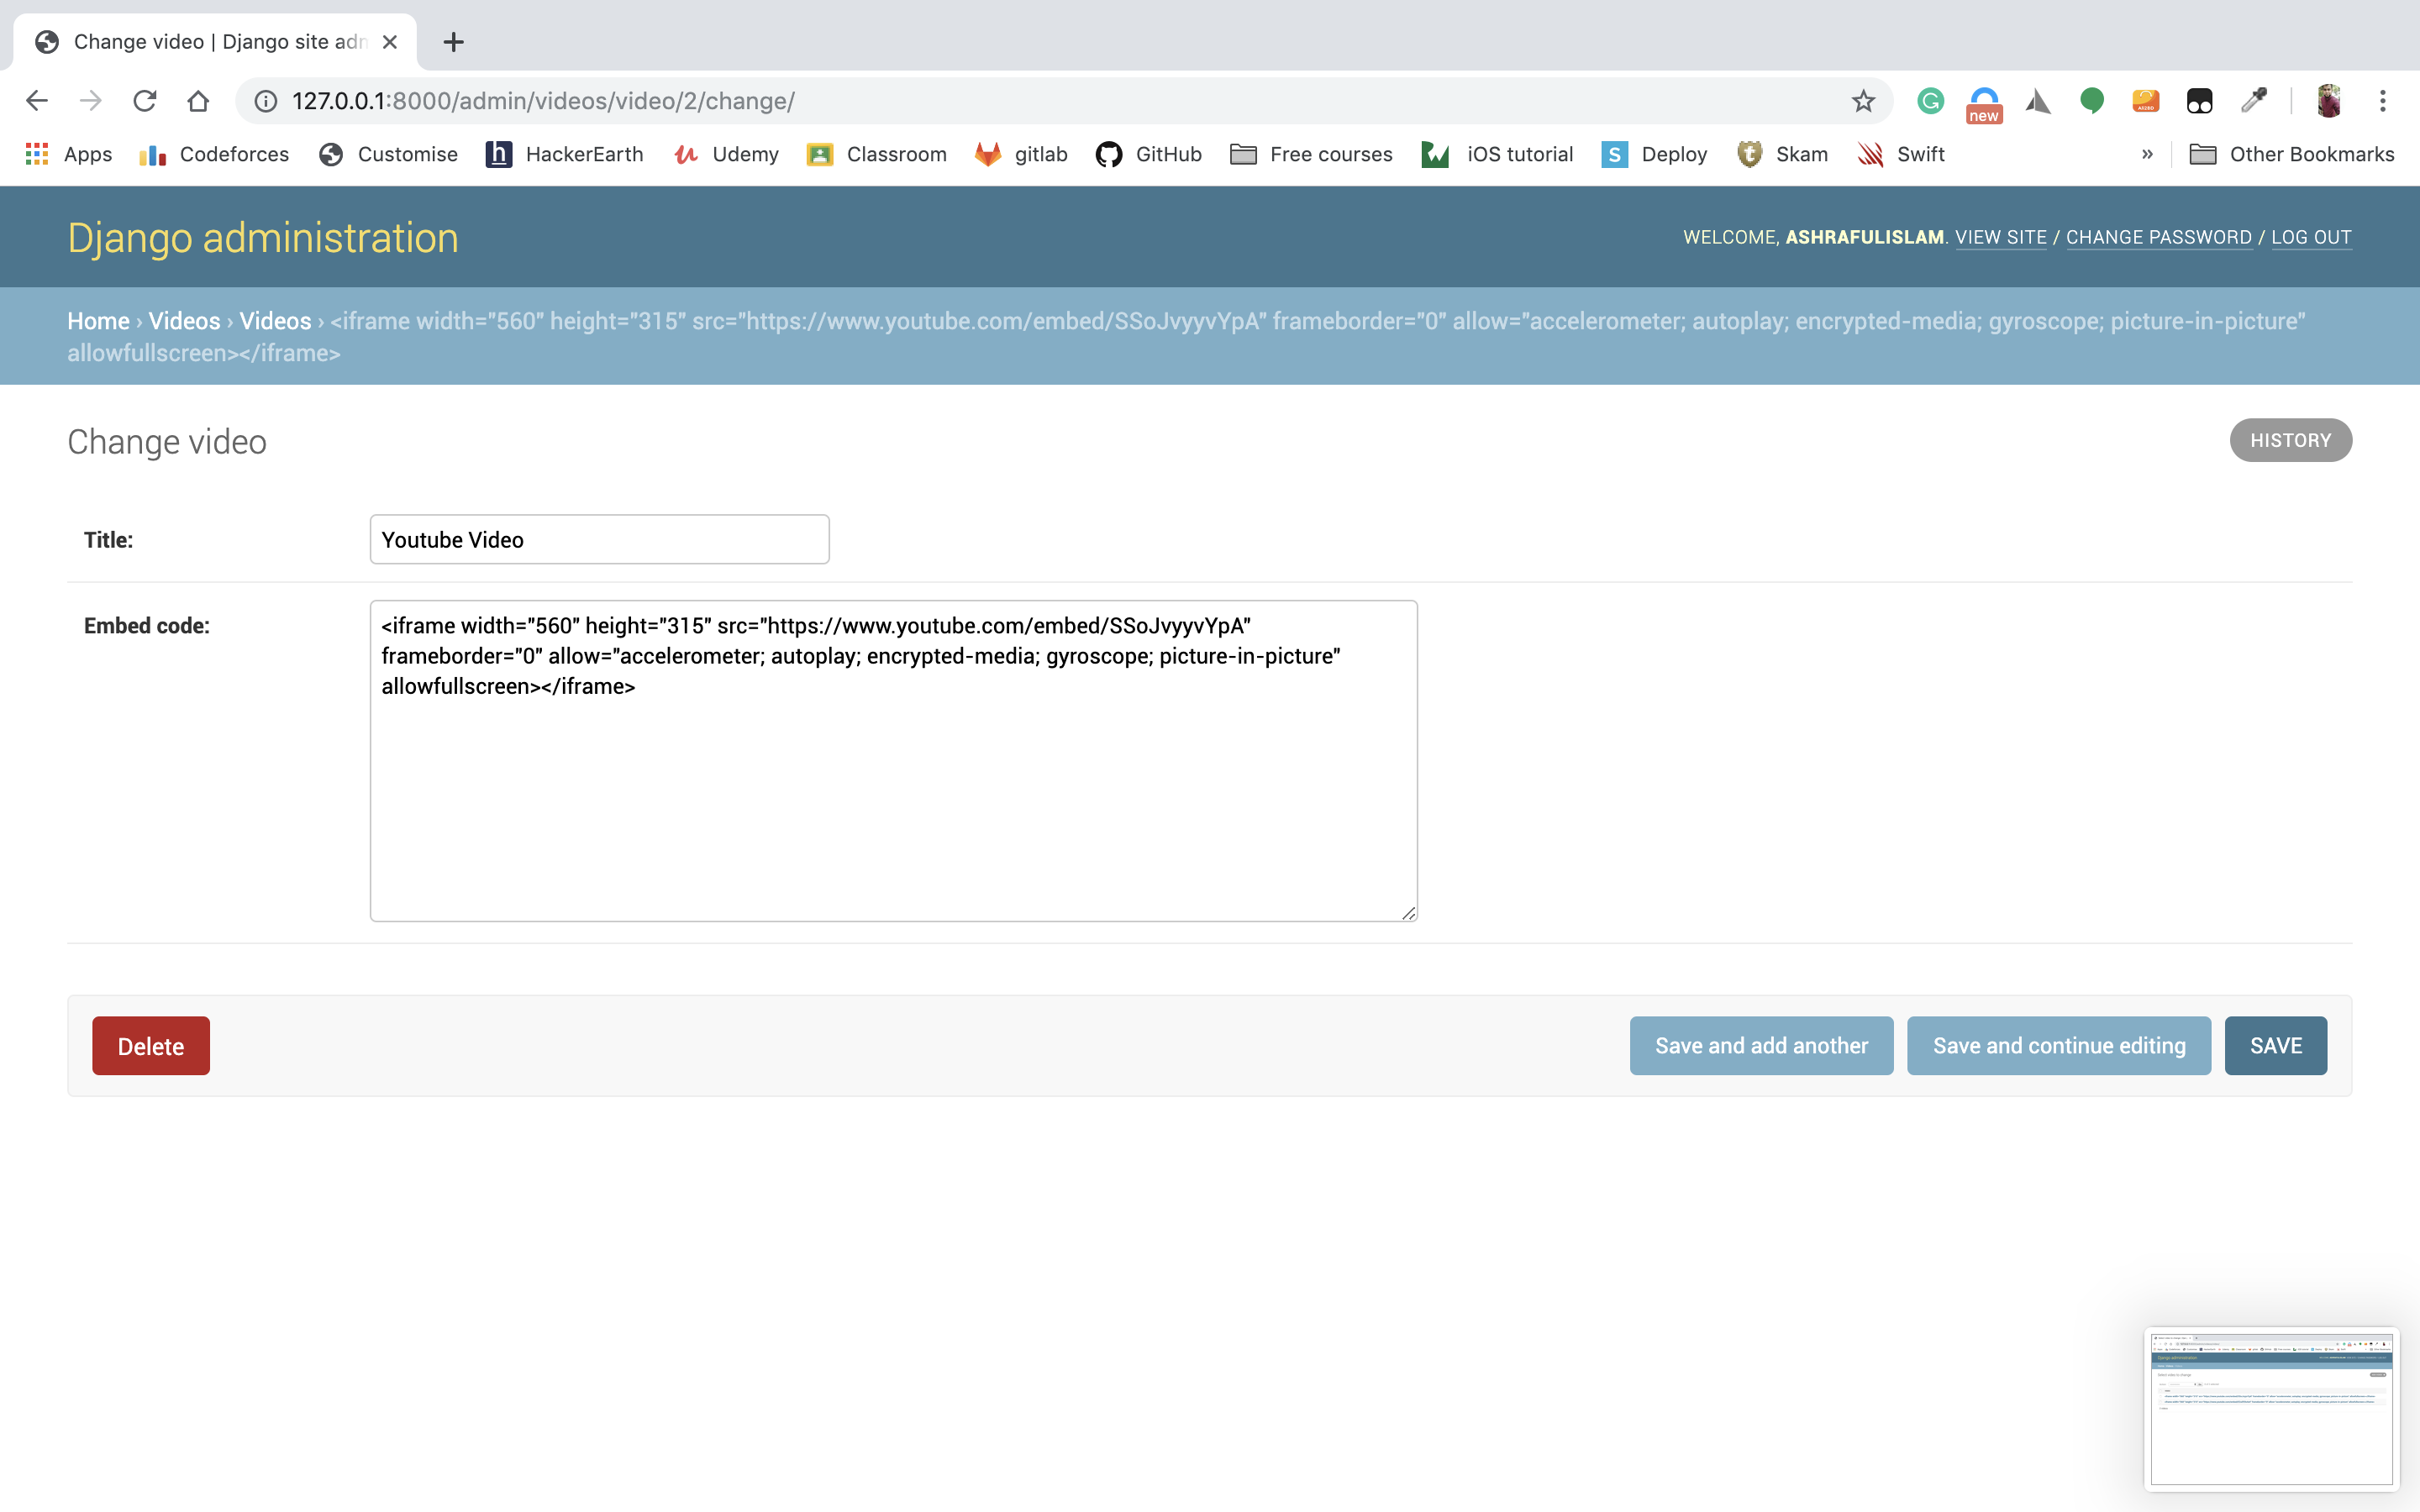 Change video | Django site adn
127.0.0.1:8000/admin/videos/video/2/change/
new
Apps Codeforces Customise HackerEarth Udemy Classroom gitlab GitHub Free courses iOS tutorial Deploy Skam Swift » Other Bookmarks
Django administration
WELCOME, ASHRAFULISLAM. VIEW SITE / CHANGE PASSWORD / LOG OUT
Home › Videos › Videos › <iframe width="560" height="315" src="https://www.youtube.com/embed/SSoJvyyvYpA" frameborder="0" allow="accelerometer; autoplay; encrypted-media; gyroscope; picture-in-picture"
allowfullscreen></iframe>
Change video
HISTORY
Title: Youtube Video
Embed code: <iframe width="560" height="315" src="https://www.youtube.com/embed/SSoJvyyvYpA"
frameborder="0" allow="accelerometer; autoplay; encrypted-media; gyroscope; picture-in-picture"
allowfullscreen></iframe>
Delete Save and add another Save and continue editing SAVE